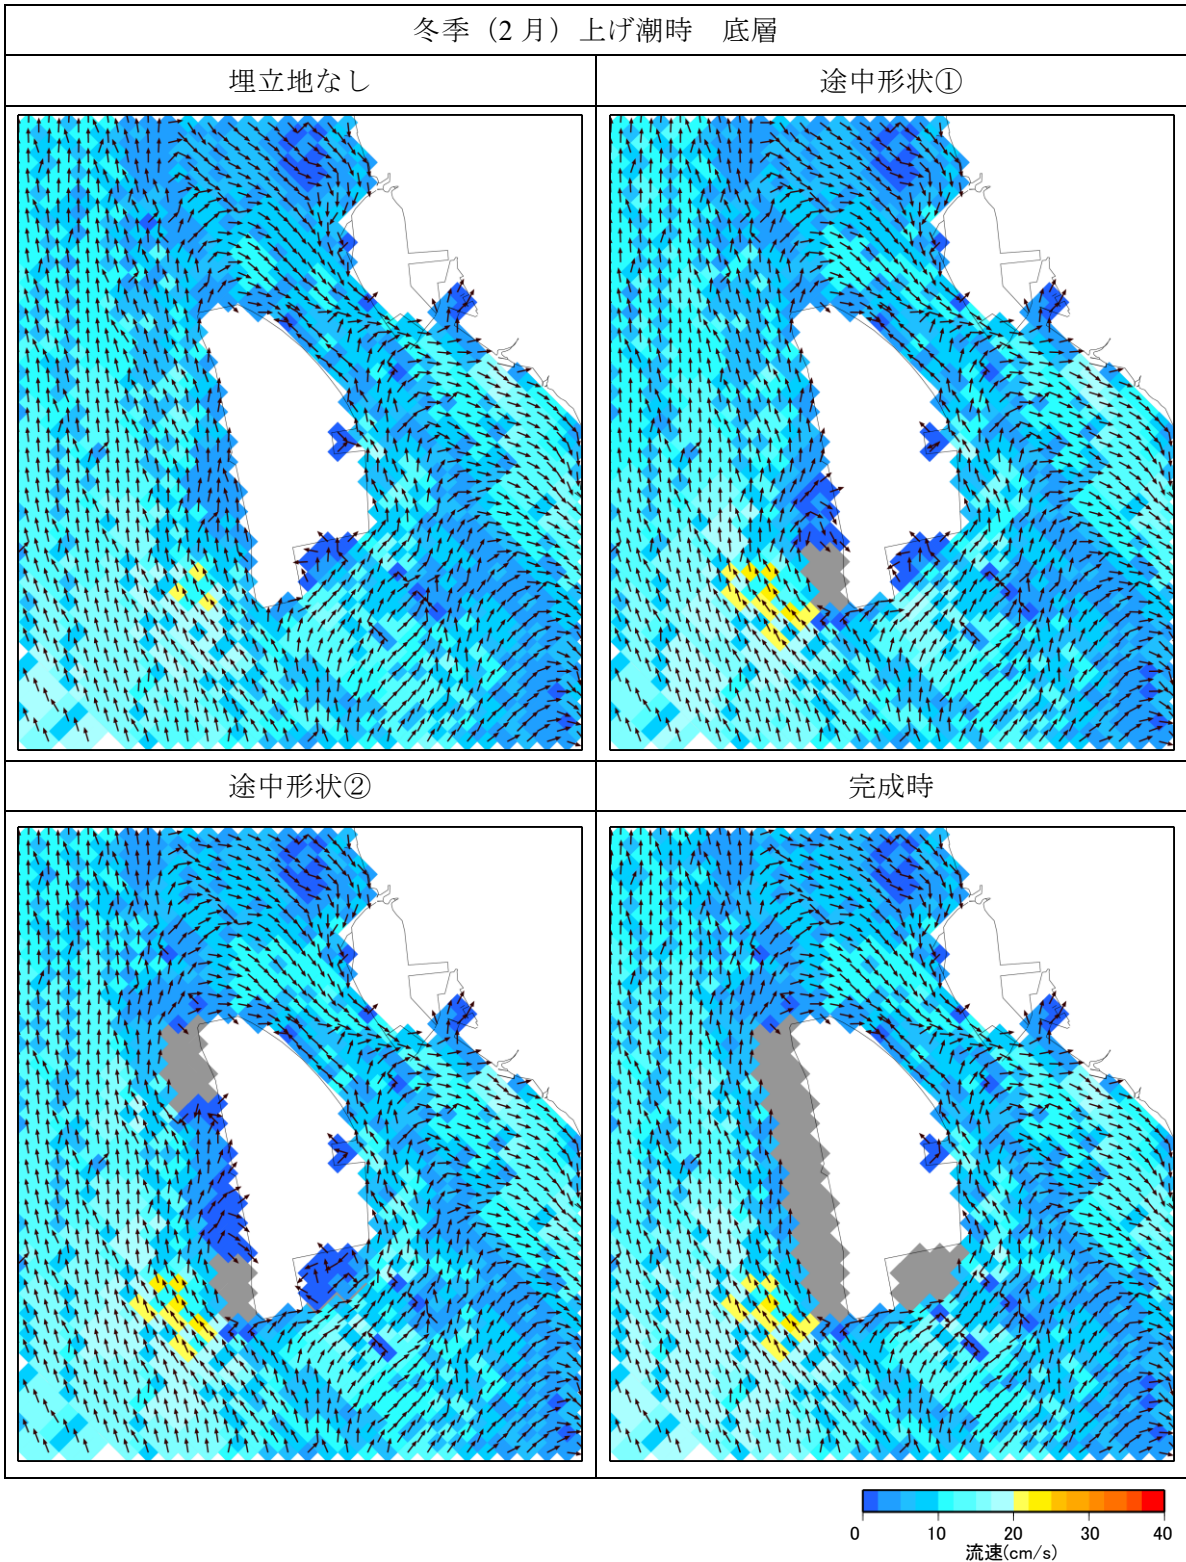 冬季（2月）上げ潮時　底層
埋立地なし
途中形状①
途中形状②
完成時
0 10 20 30 40
流速(cm/s)